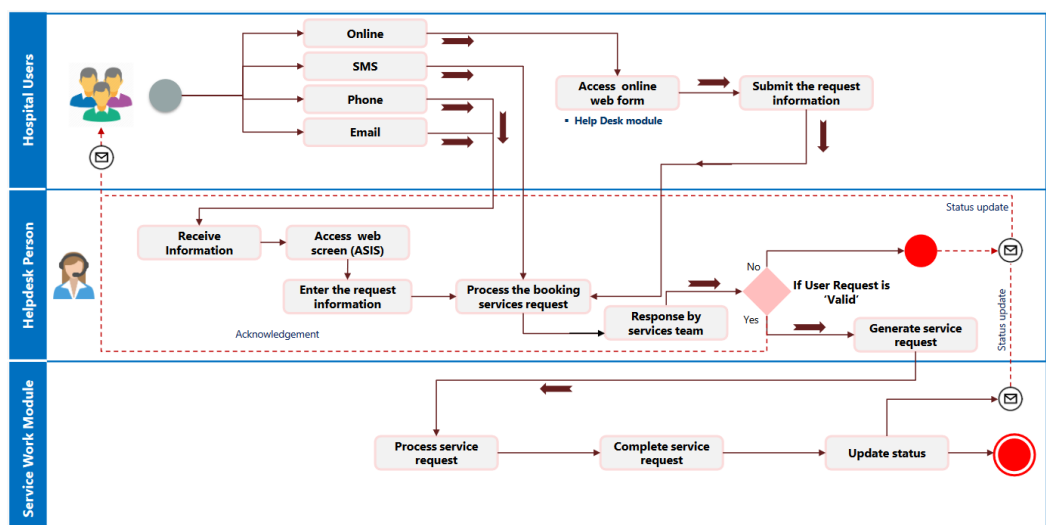 Hospital Users
Online
SMS
Phone
Email
Access online
web form
▪ Help Desk module
Submit the request
information
Helpdesk Person
Status update
Receive
Information
Access web
screen (ASIS)
Enter the request
information
Process the booking
services request
Response by
services team
No
Yes
If User Request is
‘Valid’
Generate service
request
Acknowledgement
Status update
Service Work Module
Process service
request
Complete service
request
Update status